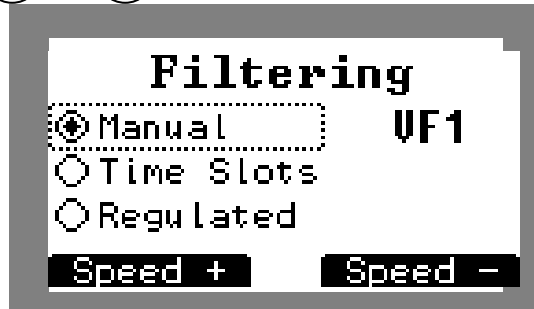 Filtering
Manual VF1
Time Slots
Regulated
Speed + Speed -